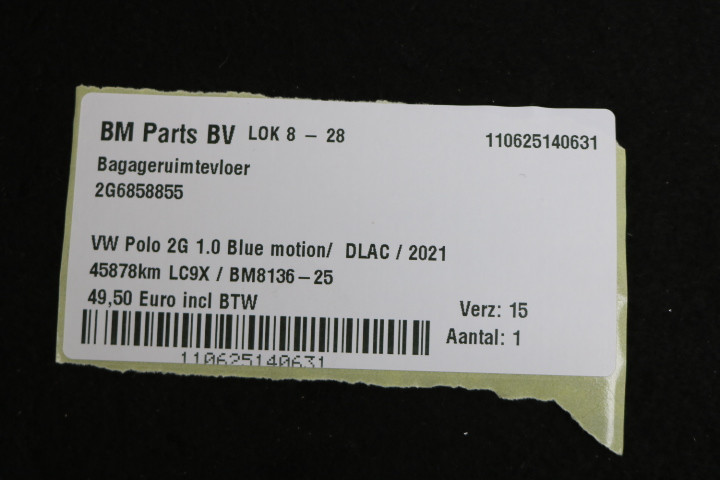 BM Parts BV LOK 8 - 28 110625140631
Bagageruimtevloer
2G6858855
VW Polo 2G 1.0 Blue motion/ DLAC / 2021
45878km LC9X / BM8136-25
49,50 Euro incl BTW
Verz: 15
Aantal: 1
110625140631